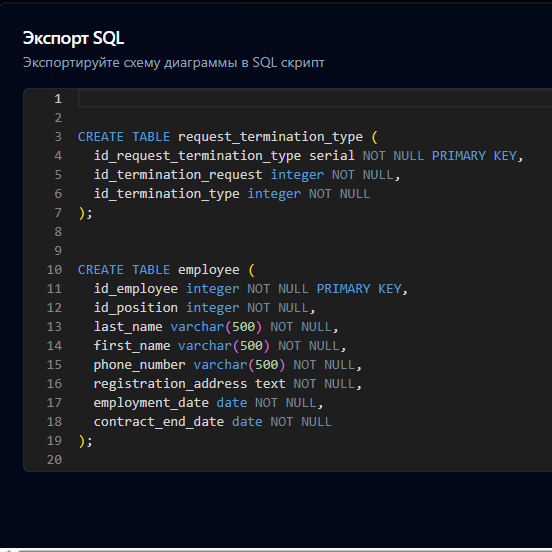 Экспорт SQL
Экспортируйте схему диаграммы в SQL скрипт
1
2
3 CREATE TABLE request_termination_type (
4   id_request_termination_type serial NOT NULL PRIMARY KEY,
5   id_termination_request integer NOT NULL,
6   id_termination_type integer NOT NULL
7 );
8
9
10 CREATE TABLE employee (
11   id_employee integer NOT NULL PRIMARY KEY,
12   id_position integer NOT NULL,
13   last_name varchar(500) NOT NULL,
14   first_name varchar(500) NOT NULL,
15   phone_number varchar(500) NOT NULL,
16   registration_address text NOT NULL,
17   employment_date date NOT NULL,
18   contract_end_date date NOT NULL
19 );
20